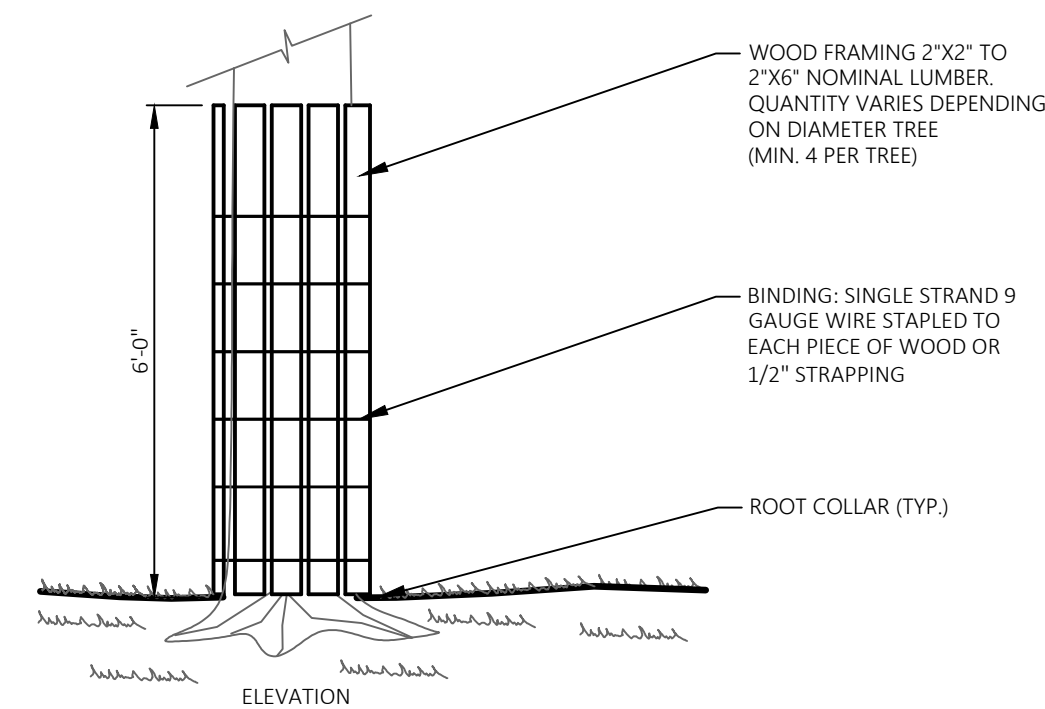 WOOD FRAMING 2"X2" TO
2"X6" NOMINAL LUMBER.
QUANTITY VARIES DEPENDING
ON DIAMETER TREE
(MIN. 4 PER TREE)
6'-0"
BINDING: SINGLE STRAND 9
GAUGE WIRE STAPLED TO
EACH PIECE OF WOOD OR
1/2" STRAPPING
ROOT COLLAR (TYP.)
ELEVATION